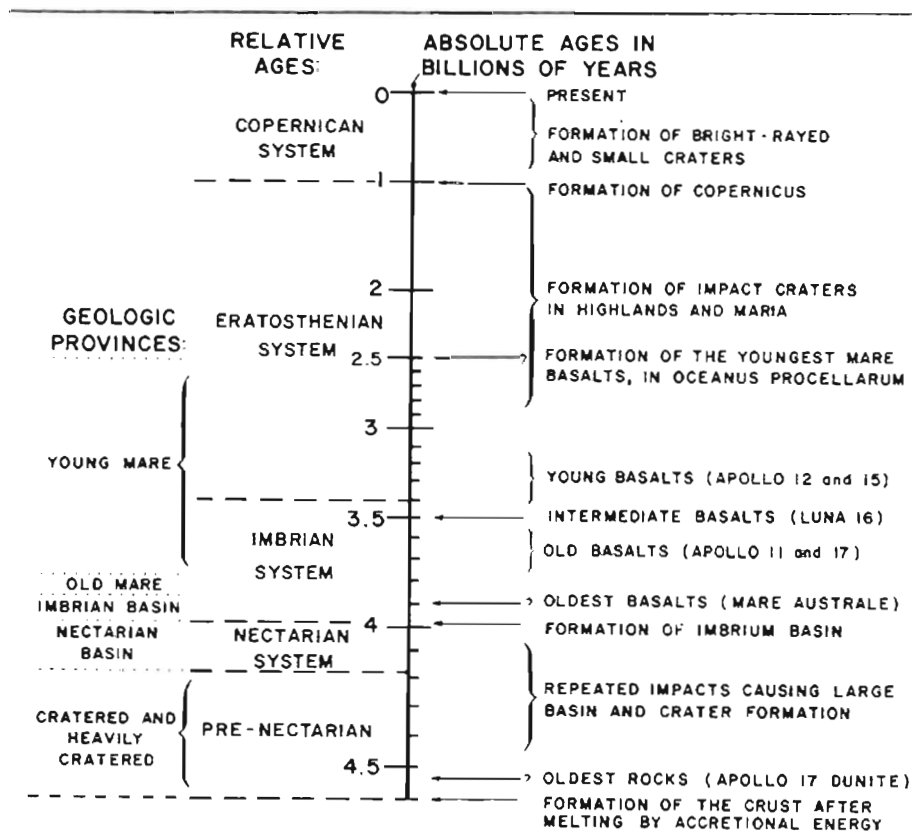 RELATIVE
AGES:
ABSOLUTE AGES IN
BILLIONS OF YEARS
0
PRESENT
COPERNICAN
SYSTEM
FORMATION OF BRIGHT-RAYED
AND SMALL CRATERS
1
FORMATION OF COPERNICUS
2
FORMATION OF IMPACT CRATERS
IN HIGHLANDS AND MARIA
GEOLOGIC
PROVINCES:
ERATOSTHENIAN
SYSTEM
2.5
?
FORMATION OF THE YOUNGEST MARE
BASALTS, IN OCEANUS PROCELLARUM
3
YOUNG MARE
YOUNG BASALTS (APOLLO 12 and 15)
3.5
INTERMEDIATE BASALTS (LUNA 16)
IMBRIAN
SYSTEM
OLD BASALTS (APOLLO 11 and 17)
OLD MARE
IMBRIAN BASIN
? OLDEST BASALTS (MARE AUSTRALE)
NECTARIAN
BASIN
NECTARIAN
SYSTEM
4
FORMATION OF IMBRIUM BASIN
REPEATED IMPACTS CAUSING LARGE
BASIN AND CRATER FORMATION
CRATERED AND
HEAVILY
CRATERED
PRE-NECTARIAN
4.5
? OLDEST ROCKS (APOLLO 17 DUNITE)
FORMATION OF THE CRUST AFTER
MELTING BY ACCRETIONAL ENERGY